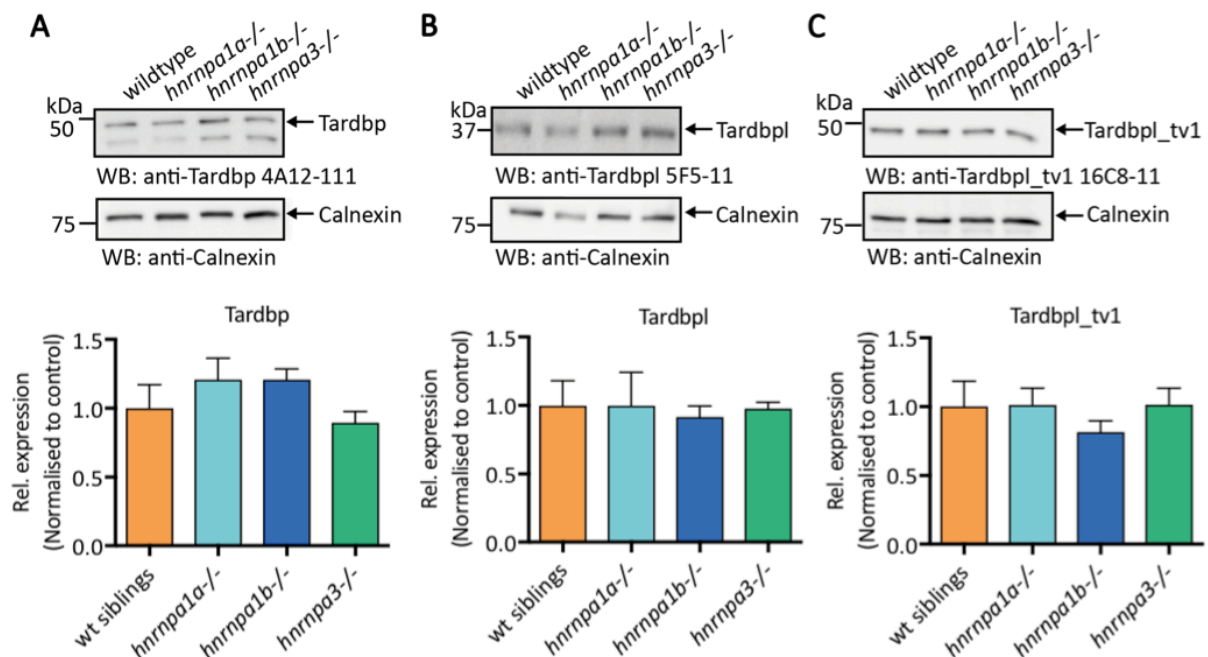 A
wildtype
hnrnpa1a-/-
hnrnpa1b-/-
hnrnpa3-/-
kDa
50
Tardbp
WB: anti-Tardbp 4A12-111
75
Calnexin
WB: anti-Calnexin
Tardbp
Rel. expression
(Normalised to control)
1.5
1.0
0.5
0.0
wt siblings
hnrnpa1a-/-
hnrnpa1b-/-
hnrnpa3-/-
B
wildtype
hnrnpa1a-/-
hnrnpa1b-/-
hnrnpa3-/-
kDa
37
Tardbpl
WB: anti-Tardbpl 5F5-11
75
Calnexin
WB: anti-Calnexin
Tardbpl
Rel. expression
(Normalised to control)
1.5
1.0
0.5
0.0
wt siblings
hnrnpa1a-/-
hnrnpa1b-/-
hnrnpa3-/-
C
wildtype
hnrnpa1a-/-
hnrnpa1b-/-
hnrnpa3-/-
50
Tardbpl_tv1
WB: anti-Tardbpl_tv1 16C8-11
75
Calnexin
WB: anti-Calnexin
Tardbpl_tv1
Rel. expression
(Normalised to control)
1.5
1.0
0.5
0.0
wt siblings
hnrnpa1a-/-
hnrnpa1b-/-
hnrnpa3-/-